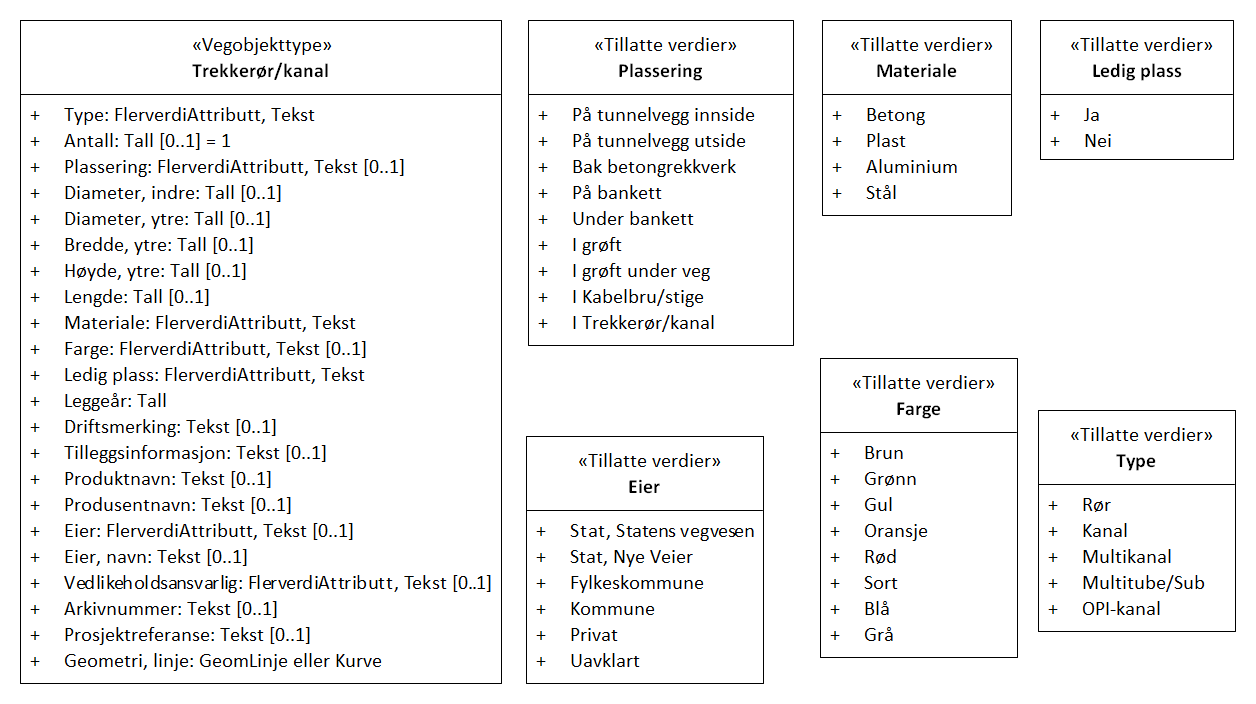 «Vegobjekttype»
Trekkerør/kanal
+ Type: FlerverdiAttributt, Tekst
+ Antall: Tall [0..1] = 1
+ Plassering: FlerverdiAttributt, Tekst [0..1]
+ Diameter, indre: Tall [0..1]
+ Diameter, ytre: Tall [0..1]
+ Bredde, ytre: Tall [0..1]
+ Høyde, ytre: Tall [0..1]
+ Lengde: Tall [0..1]
+ Materiale: FlerverdiAttributt, Tekst
+ Farge: FlerverdiAttributt, Tekst [0..1]
+ Ledig plass: FlerverdiAttributt, Tekst
+ Leggeår: Tall
+ Driftsmerking: Tekst [0..1]
+ Tilleggsinformasjon: Tekst [0..1]
+ Produktnavn: Tekst [0..1]
+ Produsentnavn: Tekst [0..1]
+ Eier: FlerverdiAttributt, Tekst [0..1]
+ Eier, navn: Tekst [0..1]
+ Vedlikeholdsansvarlig: FlerverdiAttributt, Tekst [0..1]
+ Arkivnummer: Tekst [0..1]
+ Prosjektreferanse: Tekst [0..1]
+ Geometri, linje: GeomLinje eller Kurve
«Tillatte verdier»
Plassering
+ På tunnelvegg innside
+ På tunnelvegg utside
+ Bak betongrekkverk
+ På bankett
+ Under bankett
+ I grøft
+ I grøft under veg
+ I Kabelbru/stige
+ I Trekkerør/kanal
«Tillatte verdier»
Materiale
+ Betong
+ Plast
+ Aluminium
+ Stål
«Tillatte verdier»
Ledig plass
+ Ja
+ Nei
«Tillatte verdier»
Eier
+ Stat, Statens vegvesen
+ Stat, Nye Veier
+ Fylkeskommune
+ Kommune
+ Privat
+ Uavklart
«Tillatte verdier»
Farge
+ Brun
+ Grønn
+ Gul
+ Oransje
+ Rød
+ Sort
+ Blå
+ Grå
«Tillatte verdier»
Type
+ Rør
+ Kanal
+ Multikanal
+ Multitube/Sub
+ OPI-kanal